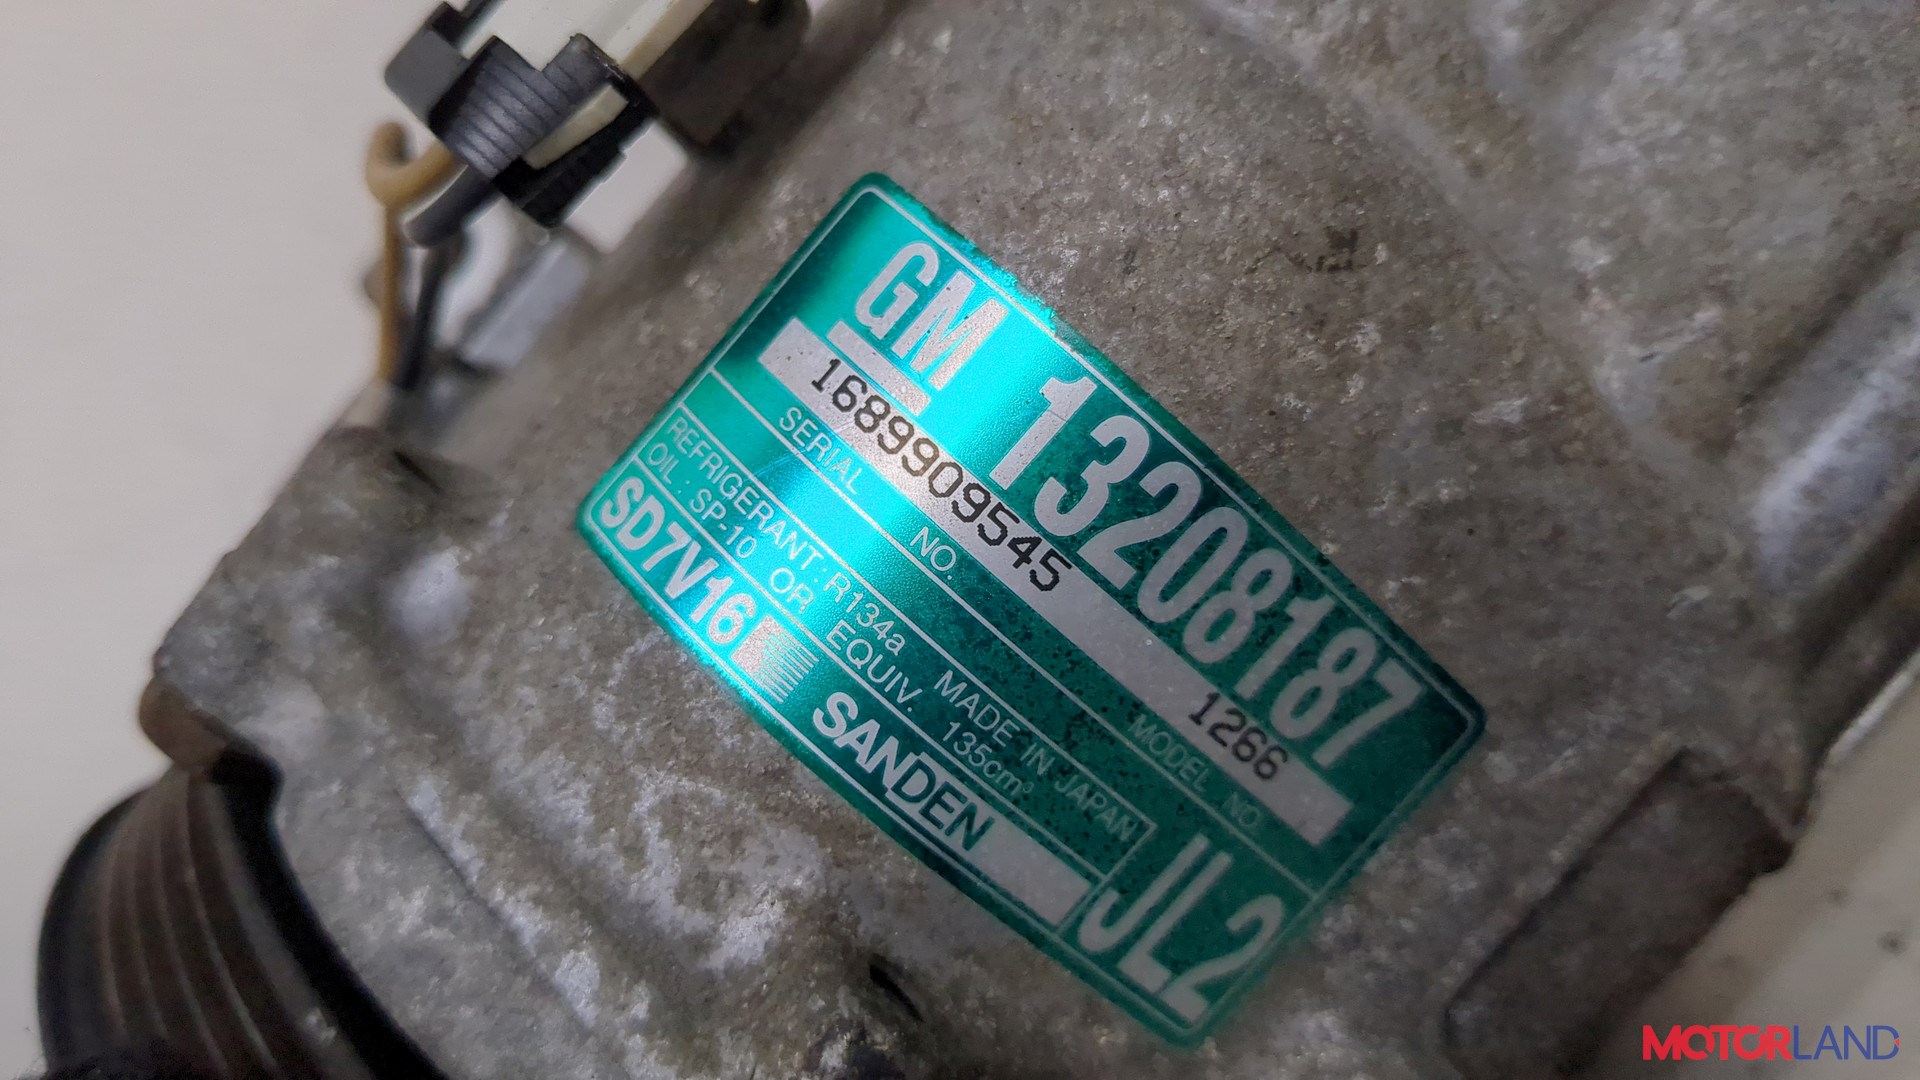 GM 13208187
1689909545 1266
SERIAL NO. MODEL NO.
REFRIGERANT: R134a MADE IN JAPAN
OIL : SP-10 OR EQUIV. 135cm³
SD7V16 SANDEN JL2
MOTORLAND